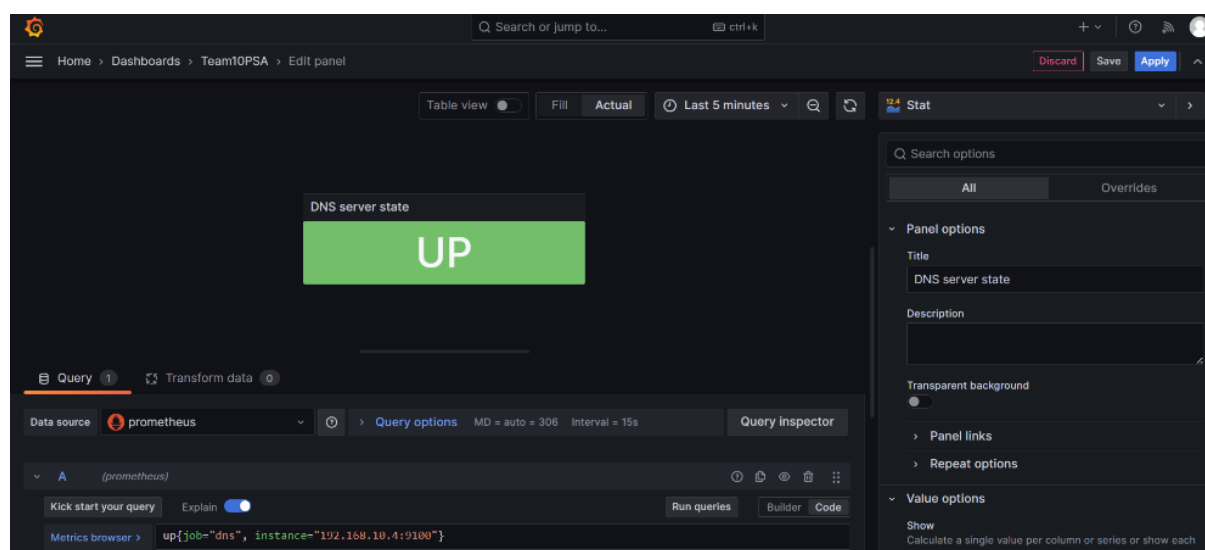 Search or jump to... ctrl+k
Home > Dashboards > Team10PSA > Edit panel Discard Save Apply
Table view Fill Actual Last 5 minutes
12.4 Stat
Search options
All Overrides
DNS server state
UP
Panel options
Title
DNS server state
Description
Transparent background
Panel links
Repeat options
Value options
Show
Calculate a single value per column or series or show each
Query 1 Transform data 0
Data source prometheus > Query options MD = auto = 306 Interval = 15s Query inspector
A (prometheus)
Kick start your query Explain Run queries Builder Code
Metrics browser > up{job="dns", instance="192.168.10.4:9100"}